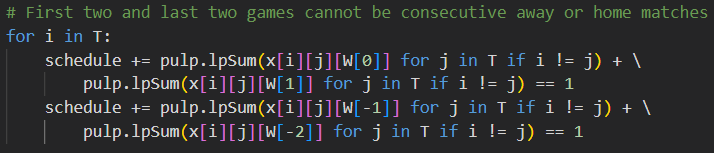 # First two and last two games cannot be consecutive away or home matches
for i in T:
    schedule += pulp.lpSum(x[i][j][W[0]] for j in T if i != j) + \
        pulp.lpSum(x[i][j][W[1]] for j in T if i != j) == 1
    schedule += pulp.lpSum(x[i][j][W[-1]] for j in T if i != j) + \
        pulp.lpSum(x[i][j][W[-2]] for j in T if i != j) == 1